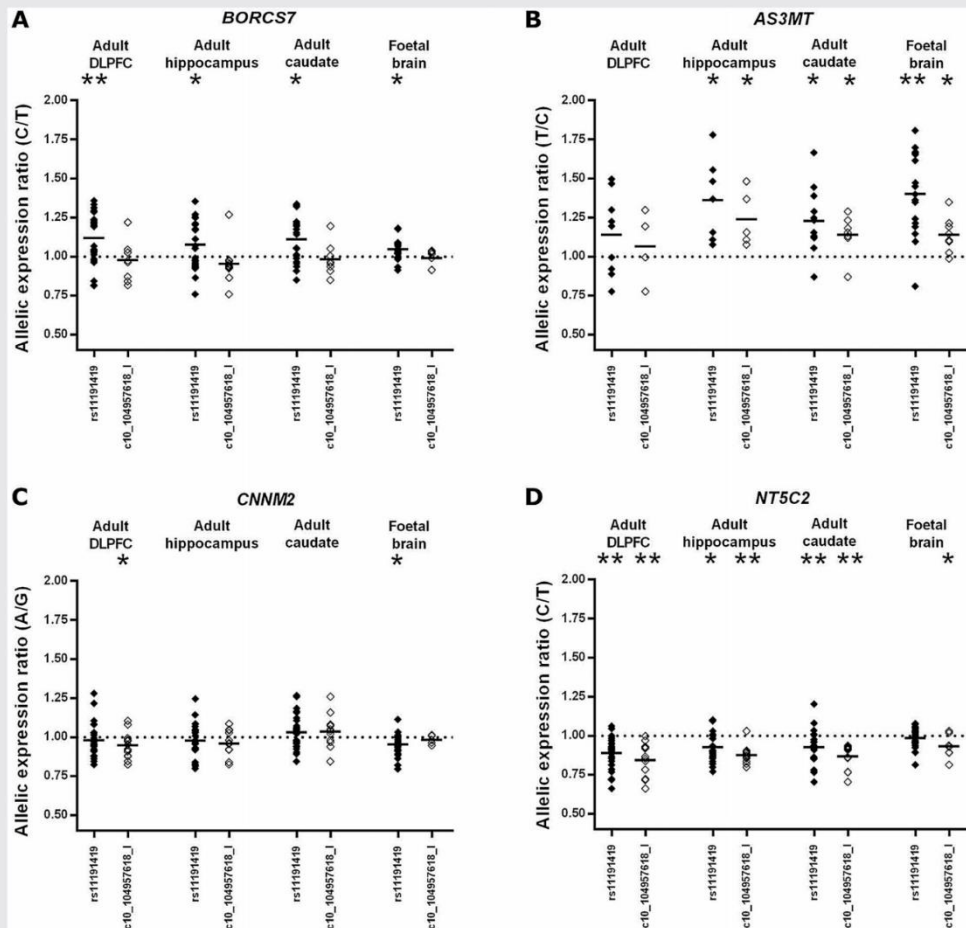 A
BORCS7
Adult DLPFC
Adult hippocampus
Adult caudate
Foetal brain
** * * *
Allelic expression ratio (C/T)
2.00
1.75
1.50
1.25
1.00
0.75
0.50
rs11191419
c10_104957618_I
rs11191419
c10_104957618_I
rs11191419
c10_104957618_I
rs11191419
c10_104957618_I
B
AS3MT
Adult DLPFC
Adult hippocampus
Adult caudate
Foetal brain
* * * * ** *
Allelic expression ratio (T/C)
2.00
1.75
1.50
1.25
1.00
0.75
0.50
rs11191419
c10_104957618_I
rs11191419
c10_104957618_I
rs11191419
c10_104957618_I
rs11191419
c10_104957618_I
C
CNNM2
Adult DLPFC
Adult hippocampus
Adult caudate
Foetal brain
* *
Allelic expression ratio (A/G)
2.00
1.75
1.50
1.25
1.00
0.75
0.50
rs11191419
c10_104957618_I
rs11191419
c10_104957618_I
rs11191419
c10_104957618_I
rs11191419
c10_104957618_I
D
NT5C2
Adult DLPFC
Adult hippocampus
Adult caudate
Foetal brain
** ** * ** ** ** *
Allelic expression ratio (C/T)
2.00
1.75
1.50
1.25
1.00
0.75
0.50
rs11191419
c10_104957618_I
rs11191419
c10_104957618_I
rs11191419
c10_104957618_I
rs11191419
c10_104957618_I